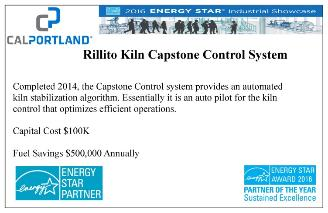 2016 ENERGY STAR® Industrial Showcase
CALPORTLAND®
Rillito Kiln Capstone Control System
Completed 2014, the Capstone Control system provides an automated
kiln stabilization algorithm. Essentially it is an auto pilot for the kiln
control that optimizes efficient operations.
Capital Cost $100K
Fuel Savings $500,000 Annually
energy
ENERGY
STAR
PARTNER
energy
ENERGY STAR
AWARD 2016
PARTNER OF THE YEAR
Sustained Excellence